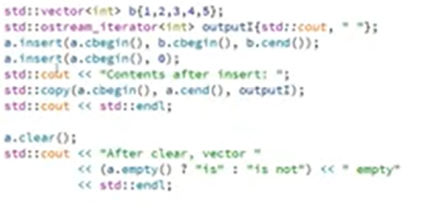 std::vector<int> b{1,2,3,4,5};
std::ostream_iterator<int> outputI{std::cout, " "};
a.insert(a.cbegin(), b.cbegin(), b.cend());
a.insert(a.cbegin(), 0);
std::cout << "Contents after insert: ";
std::copy(a.cbegin(), a.cend(), outputI);
std::cout << std::endl;
a.clear();
std::cout << "After clear, vector "
<< (a.empty() ? "is" : "is not") << " empty"
<< std::endl;